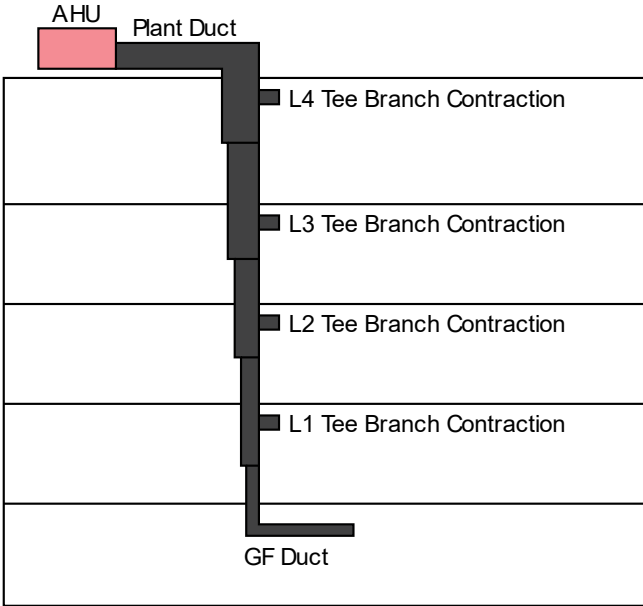 AHU
Plant Duct
L4 Tee Branch Contraction
L3 Tee Branch Contraction
L2 Tee Branch Contraction
L1 Tee Branch Contraction
GF Duct